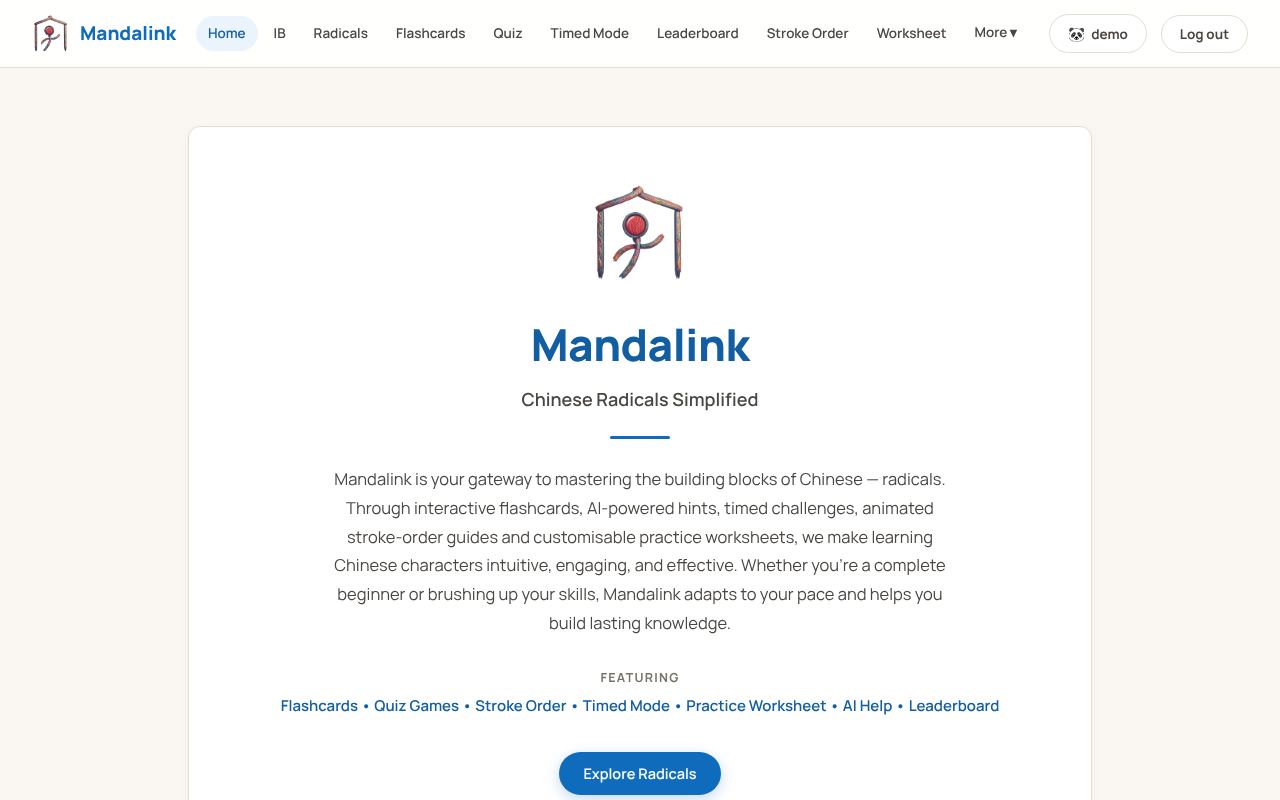 Mandalink
Home
IB
Radicals
Flashcards
Quiz
Timed Mode
Leaderboard
Stroke Order
Worksheet
More ▾
🐼 demo
Log out
Mandalink
Chinese Radicals Simplified
Mandalink is your gateway to mastering the building blocks of Chinese — radicals.
Through interactive flashcards, AI-powered hints, timed challenges, animated
stroke-order guides and customisable practice worksheets, we make learning
Chinese characters intuitive, engaging, and effective. Whether you're a complete
beginner or brushing up your skills, Mandalink adapts to your pace and helps you
build lasting knowledge.
FEATURING
Flashcards • Quiz Games • Stroke Order • Timed Mode • Practice Worksheet • AI Help • Leaderboard
Explore Radicals